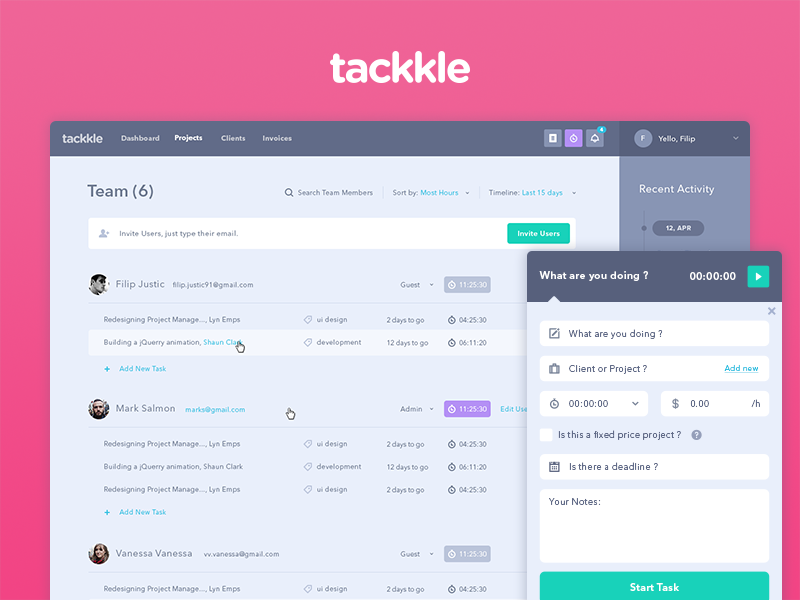 tackkle
tackkle Dashboard Projects Clients Invoices 4 F Yello, Filip
Team (6) Search Team Members Sort by: Most Hours Timeline: Last 15 days
Recent Activity
12, APR
Invite Users, just type their email. Invite Users
Filip Justic filip.justic91@gmail.com Guest 11:25:30
Redesigning Project Manage..., Lyn Emps ui design 2 days to go 04:25:30
Building a jQuery animation, Shaun Clark development 12 days to go 06:11:20
+ Add New Task
Mark Salmon marks@gmail.com Admin 11:25:30 Edit Use
Redesigning Project Manage..., Lyn Emps ui design 2 days to go 04:25:30
Building a jQuerry animation, Shaun Clark development 12 days to go 06:11:20
Redesigning Project Manage..., Lyn Emps ui design 2 days to go 04:25:30
+ Add New Task
Vanessa Vanessa vv.vanessa@gmail.com Guest 11:25:30
Redesigning Project Manage..., Lyn Emps ui design 2 days to go 04:25:30
What are you doing ? 00:00:00
What are you doing ?
Client or Project ? Add new
00:00:00 $ 0.00 /h
Is this a fixed price project ? ?
Is there a deadline ?
Your Notes:
Start Task